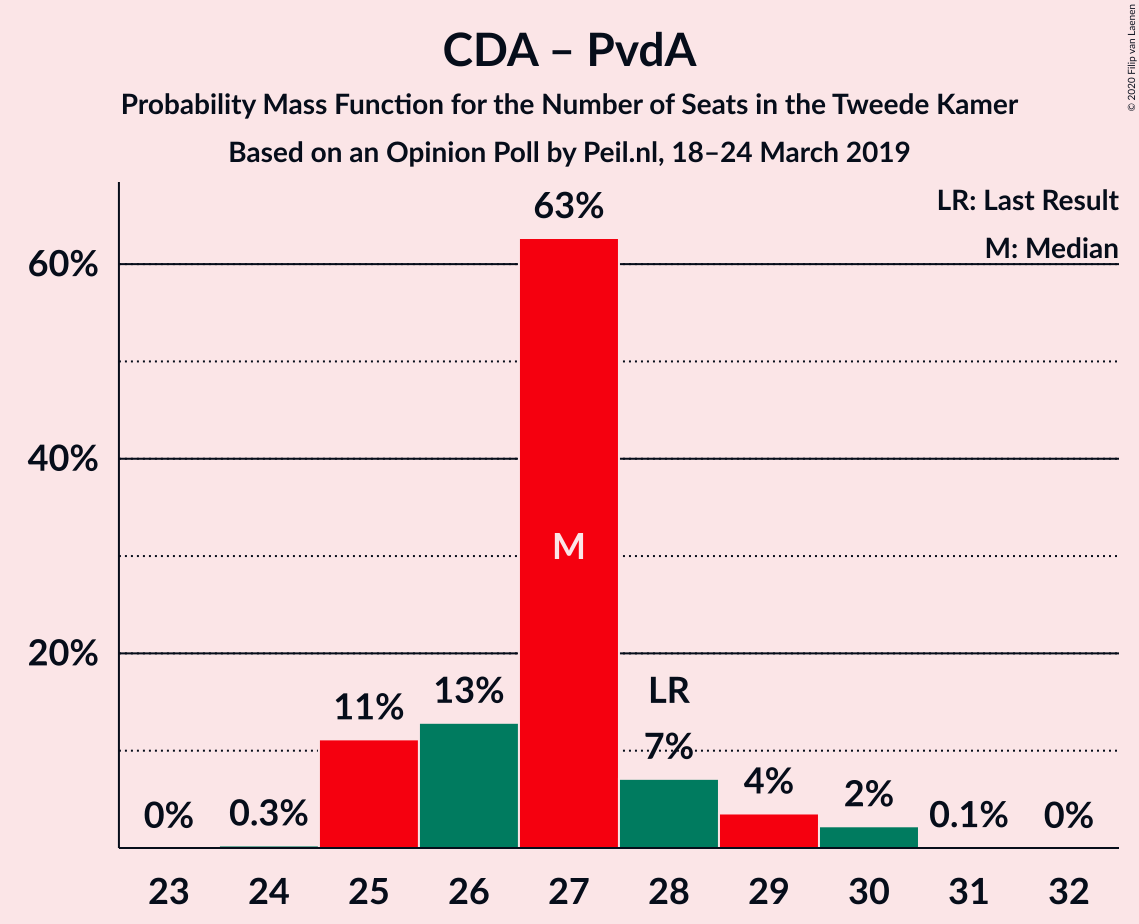 CDA – PvdA
Probability Mass Function for the Number of Seats in the Tweede Kamer
Based on an Opinion Poll by Peil.nl, 18–24 March 2019
© 2020 Filip van Laenen
LR: Last Result
M: Median
60%
40%
20%
0%
0.3%
11%
13%
63%
M
LR
7%
4%
2%
0.1%
0%
23 24 25 26 27 28 29 30 31 32